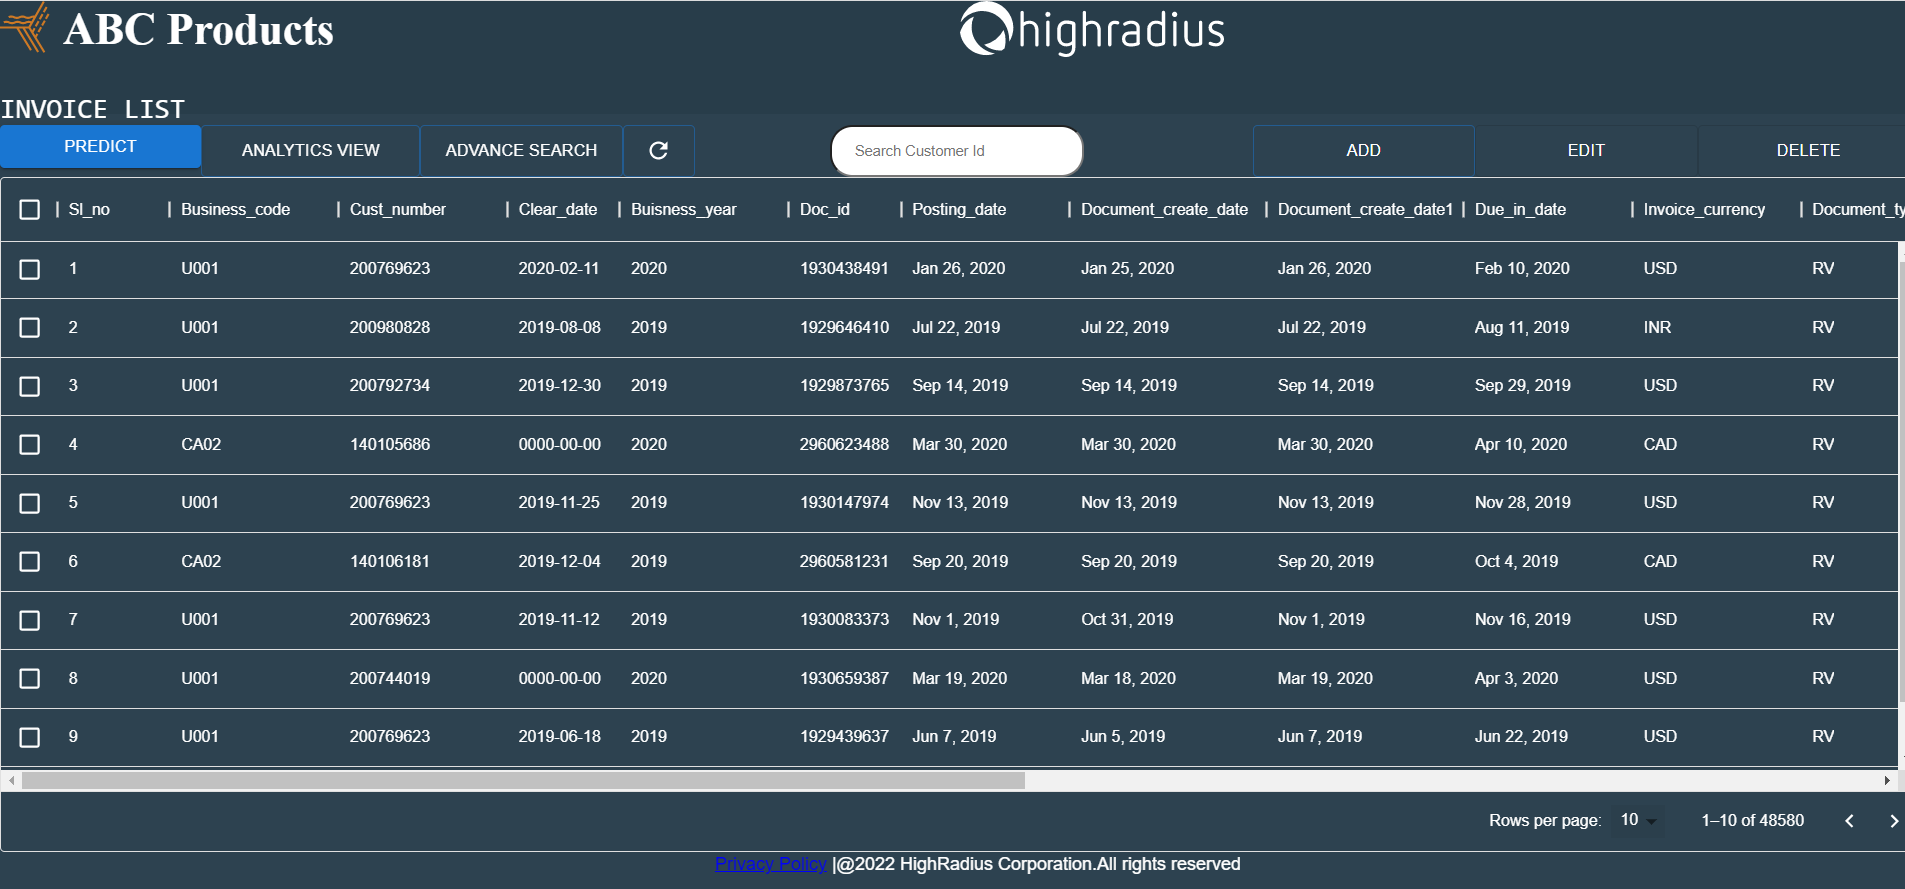 ABC Products
highradius
INVOICE LIST
PREDICT ANALYTICS VIEW ADVANCE SEARCH Search Customer Id ADD EDIT DELETE
Sl_no Business_code Cust_number Clear_date Buisness_year Doc_id Posting_date Document_create_date Document_create_date1 Due_in_date Invoice_currency Document_ty
1 U001 200769623 2020-02-11 2020 1930438491 Jan 26, 2020 Jan 25, 2020 Jan 26, 2020 Feb 10, 2020 USD RV
2 U001 200980828 2019-08-08 2019 1929646410 Jul 22, 2019 Jul 22, 2019 Jul 22, 2019 Aug 11, 2019 INR RV
3 U001 200792734 2019-12-30 2019 1929873765 Sep 14, 2019 Sep 14, 2019 Sep 14, 2019 Sep 29, 2019 USD RV
4 CA02 140105686 0000-00-00 2020 2960623488 Mar 30, 2020 Mar 30, 2020 Mar 30, 2020 Apr 10, 2020 CAD RV
5 U001 200769623 2019-11-25 2019 1930147974 Nov 13, 2019 Nov 13, 2019 Nov 13, 2019 Nov 28, 2019 USD RV
6 CA02 140106181 2019-12-04 2019 2960581231 Sep 20, 2019 Sep 20, 2019 Sep 20, 2019 Oct 4, 2019 CAD RV
7 U001 200769623 2019-11-12 2019 1930083373 Nov 1, 2019 Oct 31, 2019 Nov 1, 2019 Nov 16, 2019 USD RV
8 U001 200744019 0000-00-00 2020 1930659387 Mar 19, 2020 Mar 18, 2020 Mar 19, 2020 Apr 3, 2020 USD RV
9 U001 200769623 2019-06-18 2019 1929439637 Jun 7, 2019 Jun 5, 2019 Jun 7, 2019 Jun 22, 2019 USD RV
Rows per page: 10 1–10 of 48580
Privacy Policy |@2022 HighRadius Corporation.All rights reserved